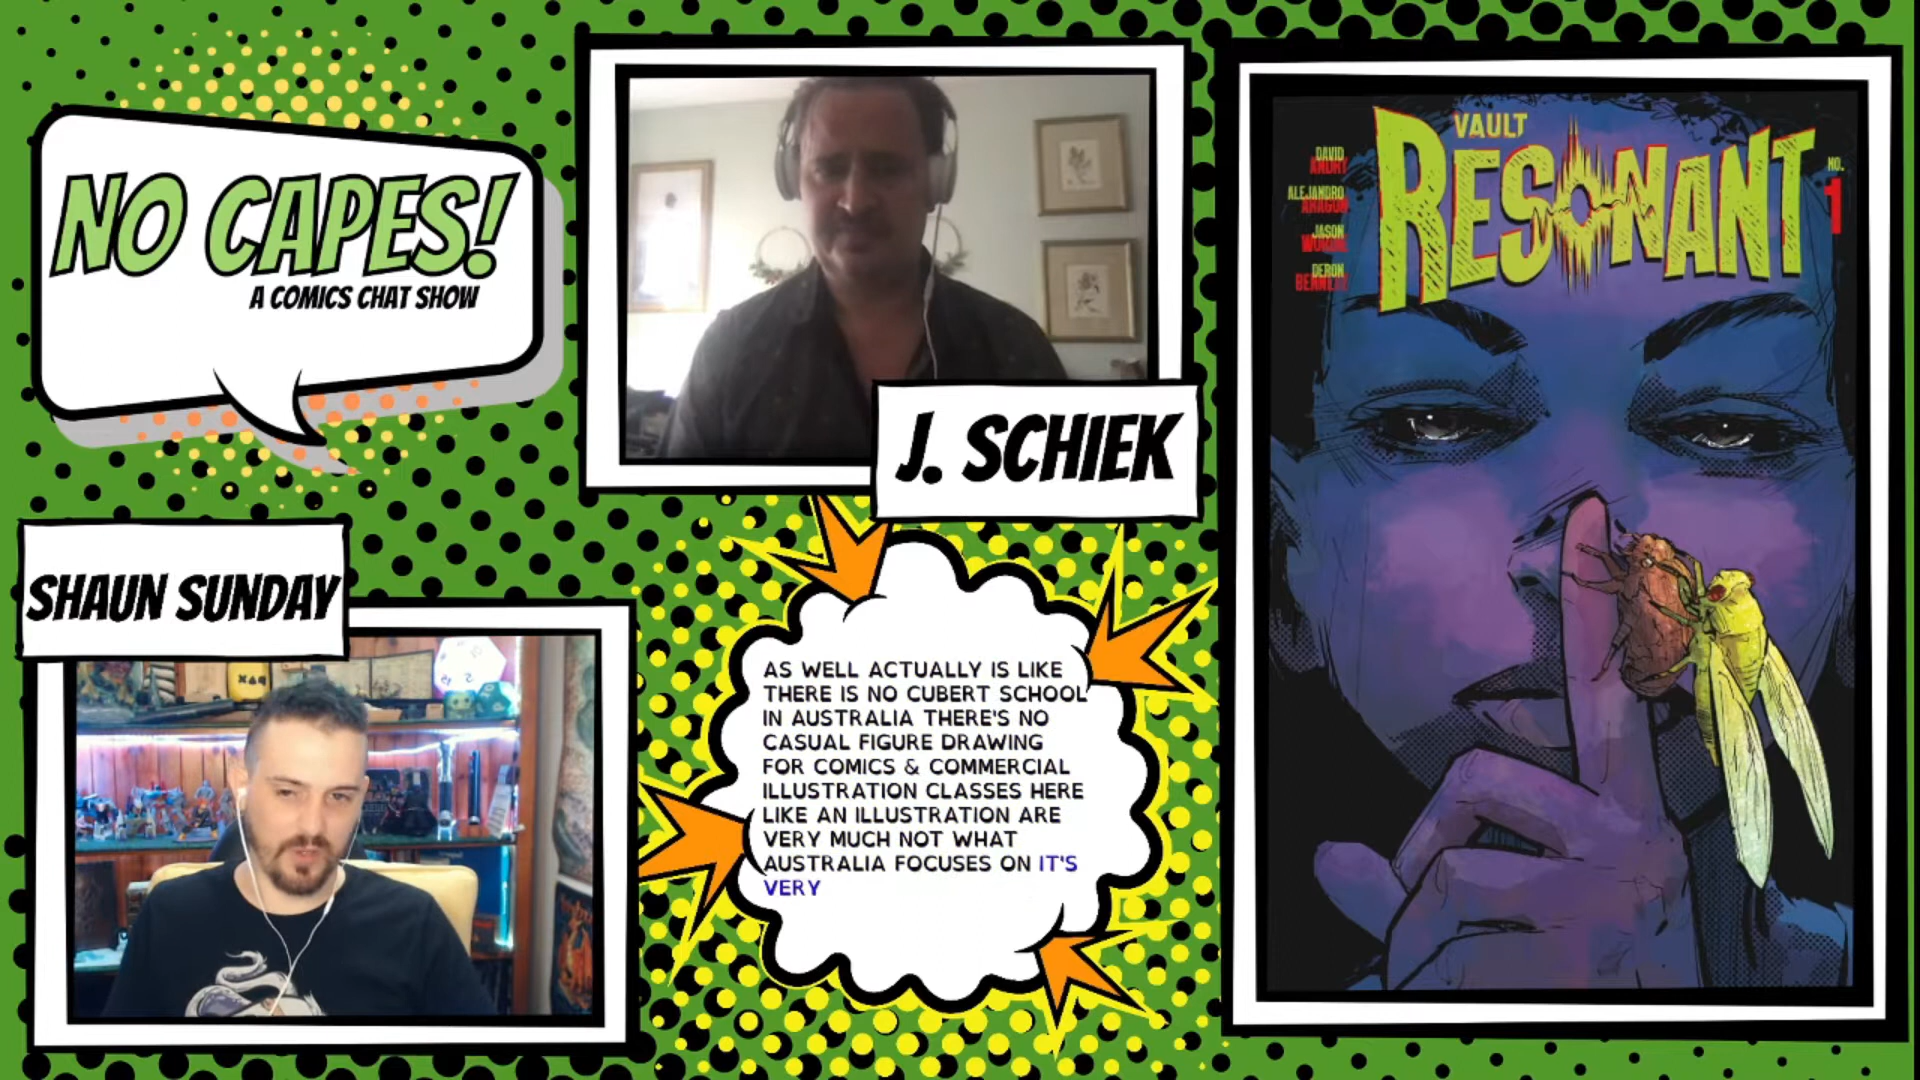 NO CAPES!
A COMICS CHAT SHOW
J. SCHIEK
SHAUN SUNDAY
AS WELL ACTUALLY IS LIKE
THERE IS NO CUBERT SCHOOL
IN AUSTRALIA THERE'S NO
CASUAL FIGURE DRAWING
FOR COMICS & COMMERCIAL
ILLUSTRATION CLASSES HERE
LIKE AN ILLUSTRATION ARE
VERY MUCH NOT WHAT
AUSTRALIA FOCUSES ON IT'S
VERY
VAULT
RESONANT
DAVID
ANDRY
ALEJANDRO
ARAGON
JASON
WORDIE
DERON
BENNETT
NO.
1